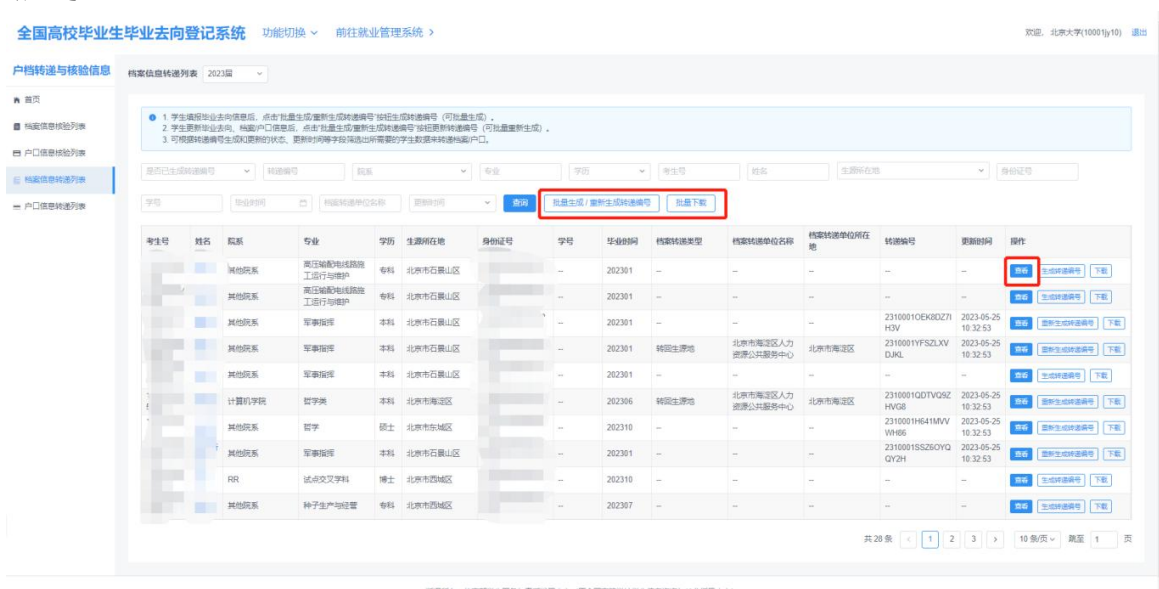 全国高校毕业生毕业去向登记系统 功能切换 前往就业管理系统 > 欢迎, 北京大学(10001jy10) 退出
户档转递与核验信息 档案信息转递列表 2023届
首页
档案信息核验列表
户口信息核验列表
档案信息转递列表
户口信息转递列表
1. 学生填报毕业去向信息后，点击“批量生成/重新生成转递编号”按钮生成转递编号（可批量生成）。
2. 学生更新毕业去向、档案/户口信息后，点击“批量生成/重新生成转递编号”按钮更新转递编号（可批量重新生成）。
3. 可根据转递编号生成和更新的状态、更新时间等字段筛选出所需要的学生数据来转递档案/户口。
是否已生成转递编号 转递编号 院系 专业 学历 考生号 姓名 生源所在地 身份证号
学号 毕业时间 档案转递单位名称 更新时间 查询 批量生成 / 重新生成转递编号 批量下载
考生号 姓名 院系 专业 学历 生源所在地 身份证号 学号 毕业时间 档案转递类型 档案转递单位名称 档案转递单位所在地 转递编号 更新时间 操作
其他院系 高压输配电线路施工运行与维护 专科 北京市石景山区 -- 202301 -- -- -- -- -- 查看 生成转递编号 下载
其他院系 高压输配电线路施工运行与维护 专科 北京市石景山区 -- 202301 -- -- -- -- -- 查看 生成转递编号 下载
其他院系 军事指挥 本科 北京市石景山区 -- 202301 -- -- -- 2310001OEK8DZ7IH3V 2023-05-25 10:32:53 查看 重新生成转递编号 下载
其他院系 军事指挥 本科 北京市石景山区 -- 202301 转回生源地 北京市海淀区人力资源公共服务中心 北京市海淀区 2310001YFSZLXVDJKL 2023-05-25 10:32:53 查看 重新生成转递编号 下载
其他院系 军事指挥 本科 北京市石景山区 -- 202301 -- -- -- -- -- 查看 生成转递编号 下载
计算机学院 哲学类 本科 北京市海淀区 -- 202306 转回生源地 北京市海淀区人力资源公共服务中心 北京市海淀区 2310001QDTVQ9ZHVG8 2023-05-25 10:32:53 查看 重新生成转递编号 下载
其他院系 哲学 硕士 北京市东城区 -- 202310 -- -- -- 2310001H641MVVWH86 2023-05-25 10:32:53 查看 重新生成转递编号 下载
其他院系 军事指挥 本科 北京市石景山区 -- 202301 -- -- -- 2310001SSZ6OYQQY2H 2023-05-25 10:32:53 查看 重新生成转递编号 下载
RR 试点交叉学科 博士 北京市西城区 -- 202310 -- -- -- -- -- 查看 生成转递编号 下载
其他院系 种子生产与经营 专科 北京市西城区 -- 202307 -- -- -- -- -- 查看 生成转递编号 下载
共 28 条 < 1 2 3 > 10 条/页 跳至 1 页